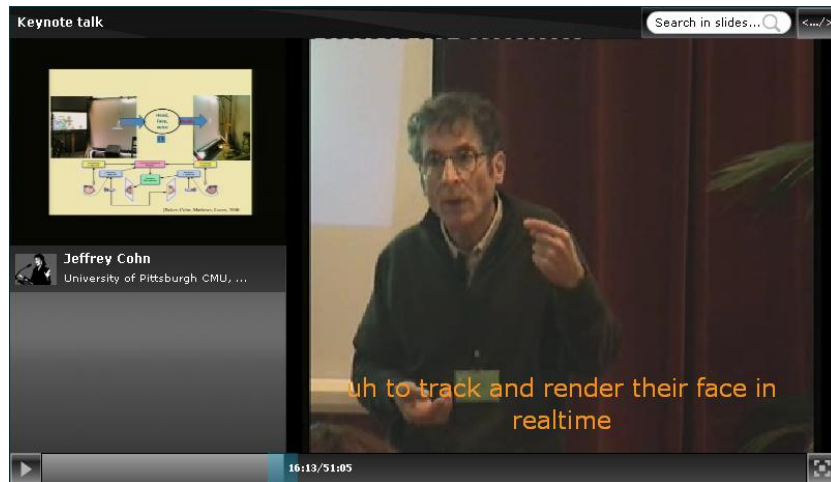 Keynote talk
Search in slides...
<.../>
Jeffrey Cohn
University of Pittsburgh CMU, ...
uh to track and render their face in
realtime
16:13/51:05